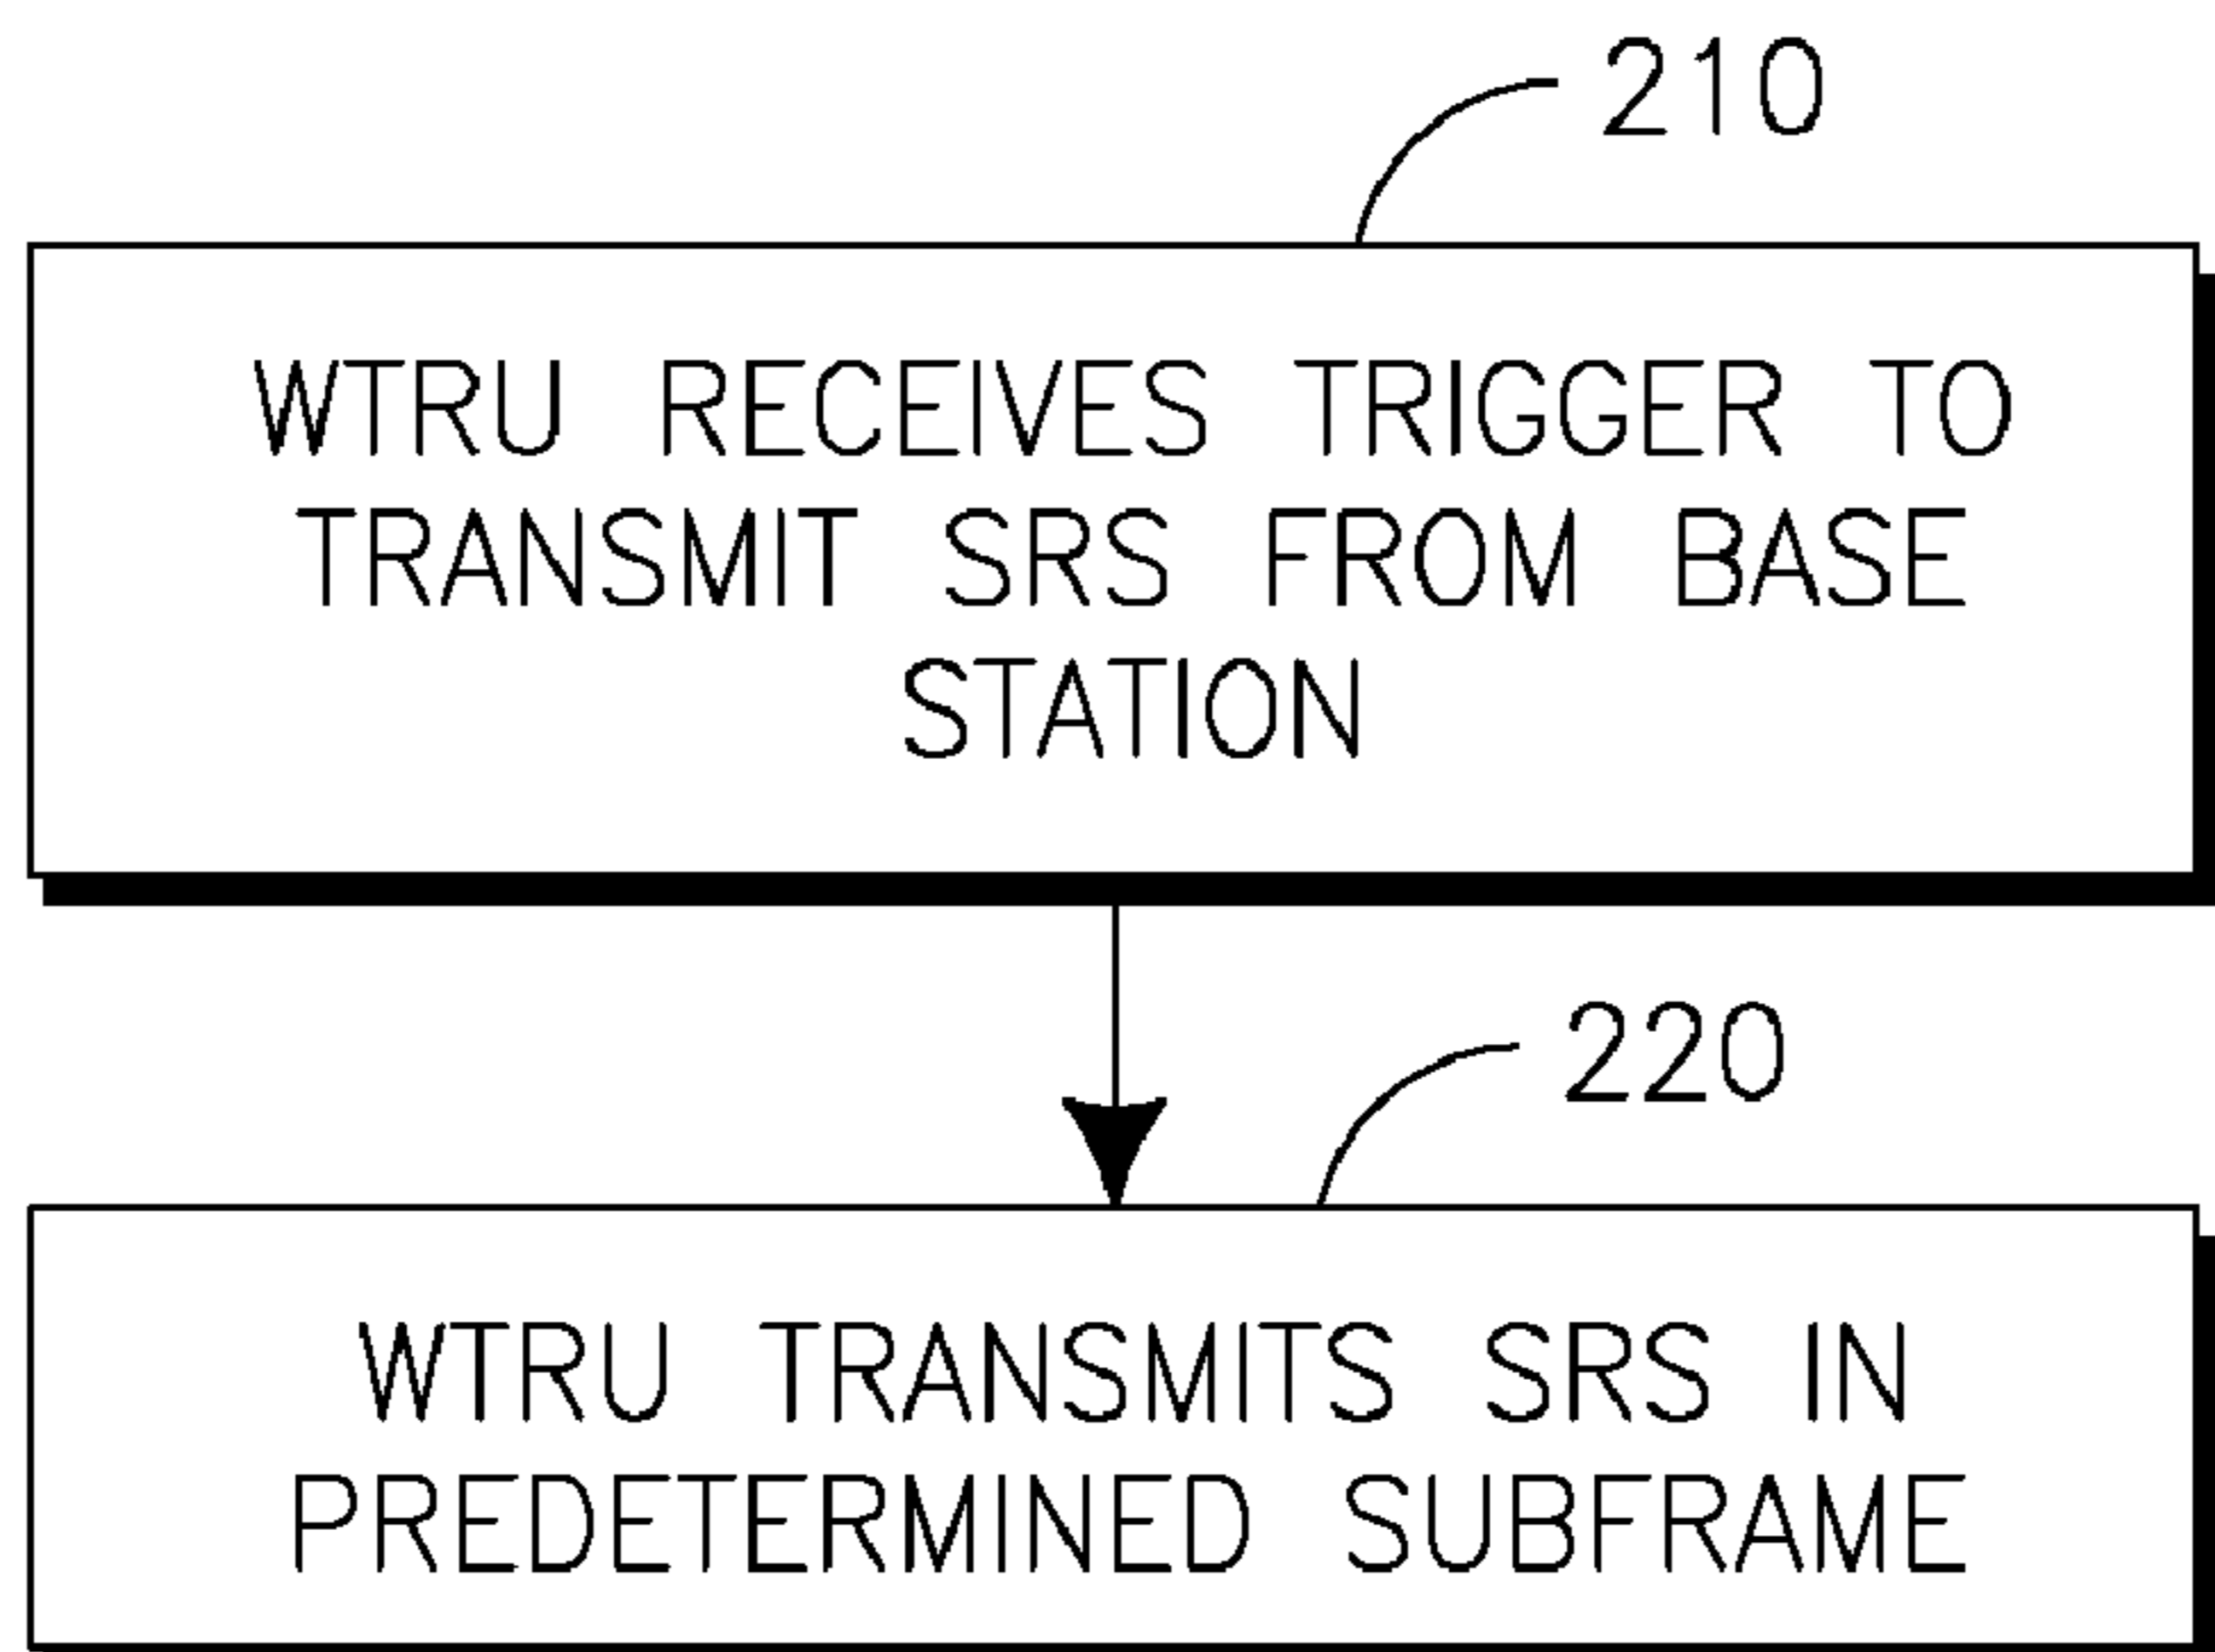 210
WTRU RECEIVES TRIGGER TO
TRANSMIT SRS FROM BASE
STATION
220
WTRU TRANSMITS SRS IN
PREDETERMINED SUBFRAME